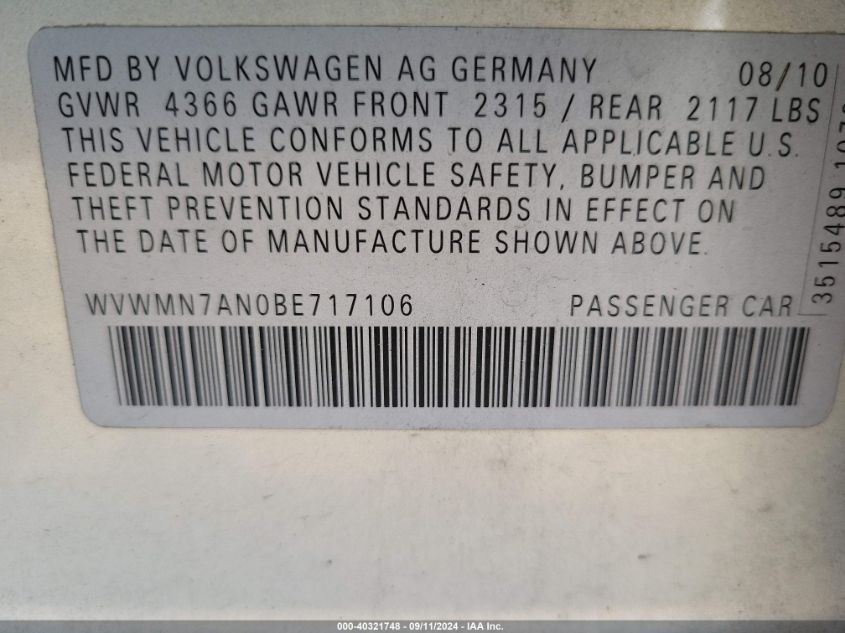 MFD BY VOLKSWAGEN AG GERMANY 08/10
GVWR 4366 GAWR FRONT 2315 / REAR 2117 LBS
THIS VEHICLE CONFORMS TO ALL APPLICABLE U.S.
FEDERAL MOTOR VEHICLE SAFETY, BUMPER AND
THEFT PREVENTION STANDARDS IN EFFECT ON
THE DATE OF MANUFACTURE SHOWN ABOVE.
WVWMN7AN0BE717106 PASSENGER CAR
3515489
000-40321748 - 09/11/2024 - IAA Inc.